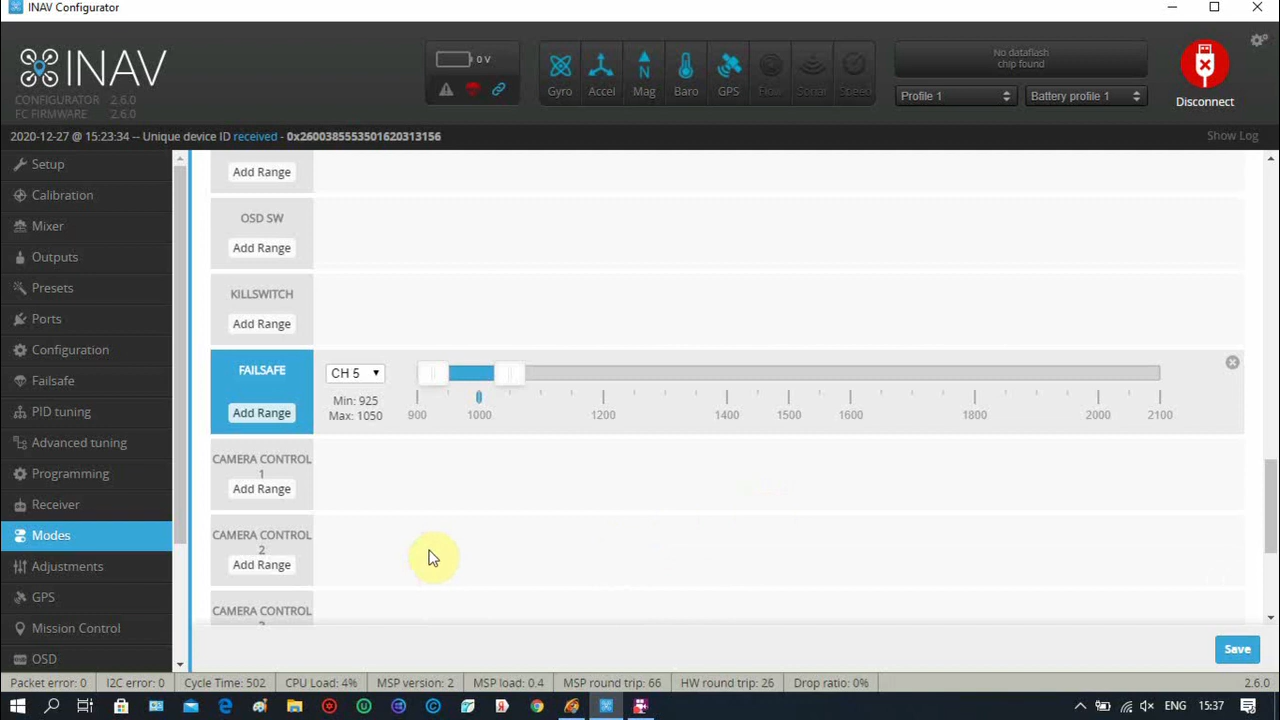 INAV Configurator
INAV
CONFIGURATOR 2.6.0
FC FIRMWARE 2.6.0
0 V
Gyro Accel Mag Baro GPS Flow Sonar Speed
No dataflash
chip found
Profile 1
Battery profile 1
Disconnect
2020-12-27 @ 15:23:34 -- Unique device ID received - 0x2600385553501620313156
Show Log
Setup
Calibration
Mixer
Outputs
Presets
Ports
Configuration
Failsafe
PID tuning
Advanced tuning
Programming
Receiver
Modes
Adjustments
GPS
Mission Control
OSD
Add Range
OSD SW
Add Range
KILLSWITCH
Add Range
FAILSAFE
Add Range
CH 5
Min: 925
Max: 1050
900 1000 1200 1400 1500 1600 1800 2000 2100
CAMERA CONTROL
1
Add Range
CAMERA CONTROL
2
Add Range
CAMERA CONTROL
Save
Packet error: 0 I2C error: 0 Cycle Time: 502 CPU Load: 4% MSP version: 2 MSP load: 0.4 MSP round trip: 66 HW round trip: 26 Drop ratio: 0% 2.6.0
ENG 15:37